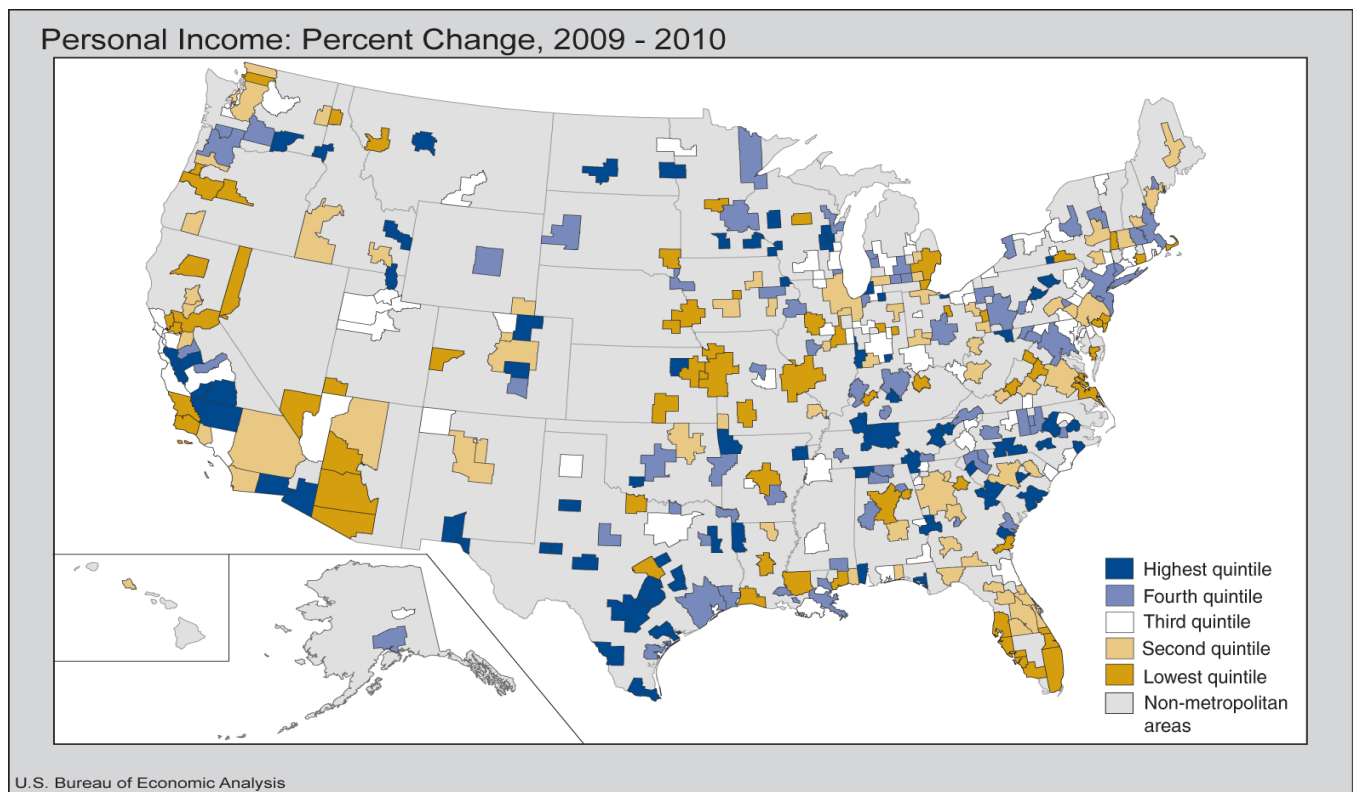 Personal Income: Percent Change, 2009 - 2010
Highest quintile
Fourth quintile
Third quintile
Second quintile
Lowest quintile
Non-metropolitan
areas
U.S. Bureau of Economic Analysis